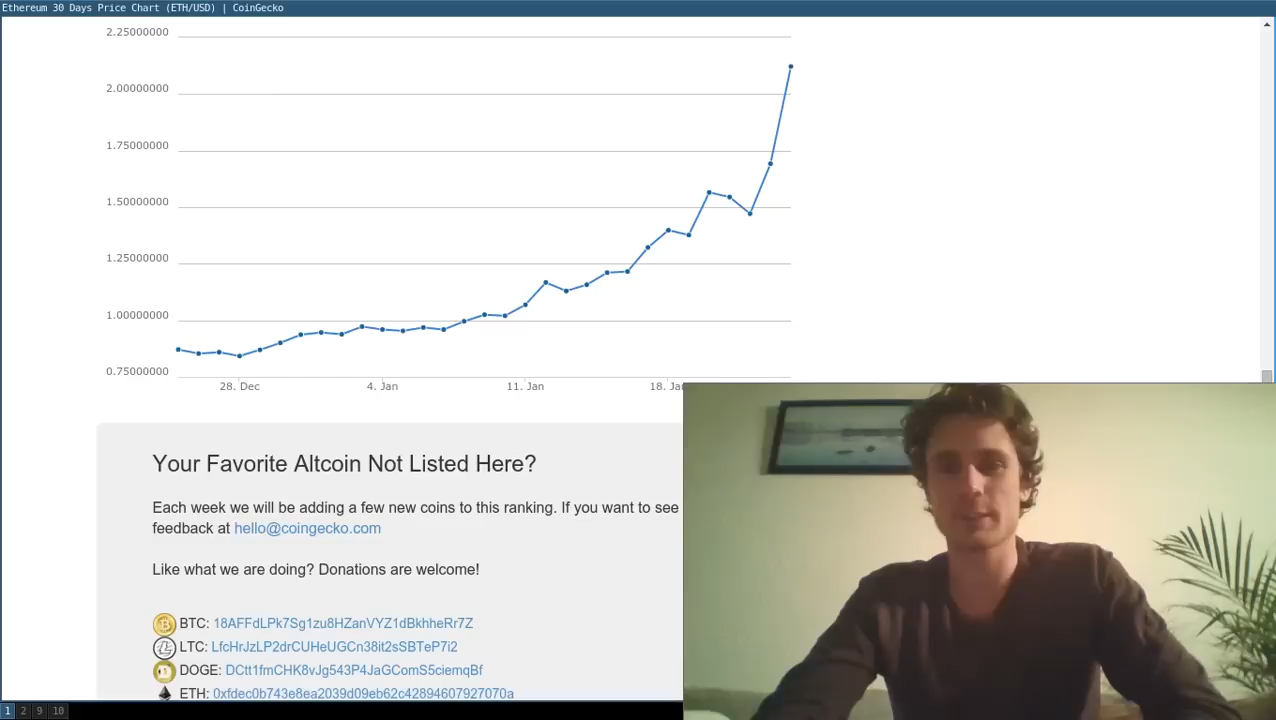 Ethereum 30 Days Price Chart (ETH/USD) | CoinGecko
2.25000000
2.00000000
1.75000000
1.50000000
1.25000000
1.00000000
0.75000000
28. Dec
4. Jan
11. Jan
18. Jan
Your Favorite Altcoin Not Listed Here?
Each week we will be adding a few new coins to this ranking. If you want to see
feedback at hello@coingecko.com
Like what we are doing? Donations are welcome!
BTC: 18AFFdLPk7Sg1zu8HZanVYZ1dBkhheRr7Z
LTC: LfcHrJzLP2drCUHeUGCn38it2sSBTeP7i2
DOGE: DCtt1fmCHK8vJg543P4JaGComS5ciemqBf
ETH: 0xfdec0b743e8ea2039d09eb62c42894607927070a
1 2 9 10